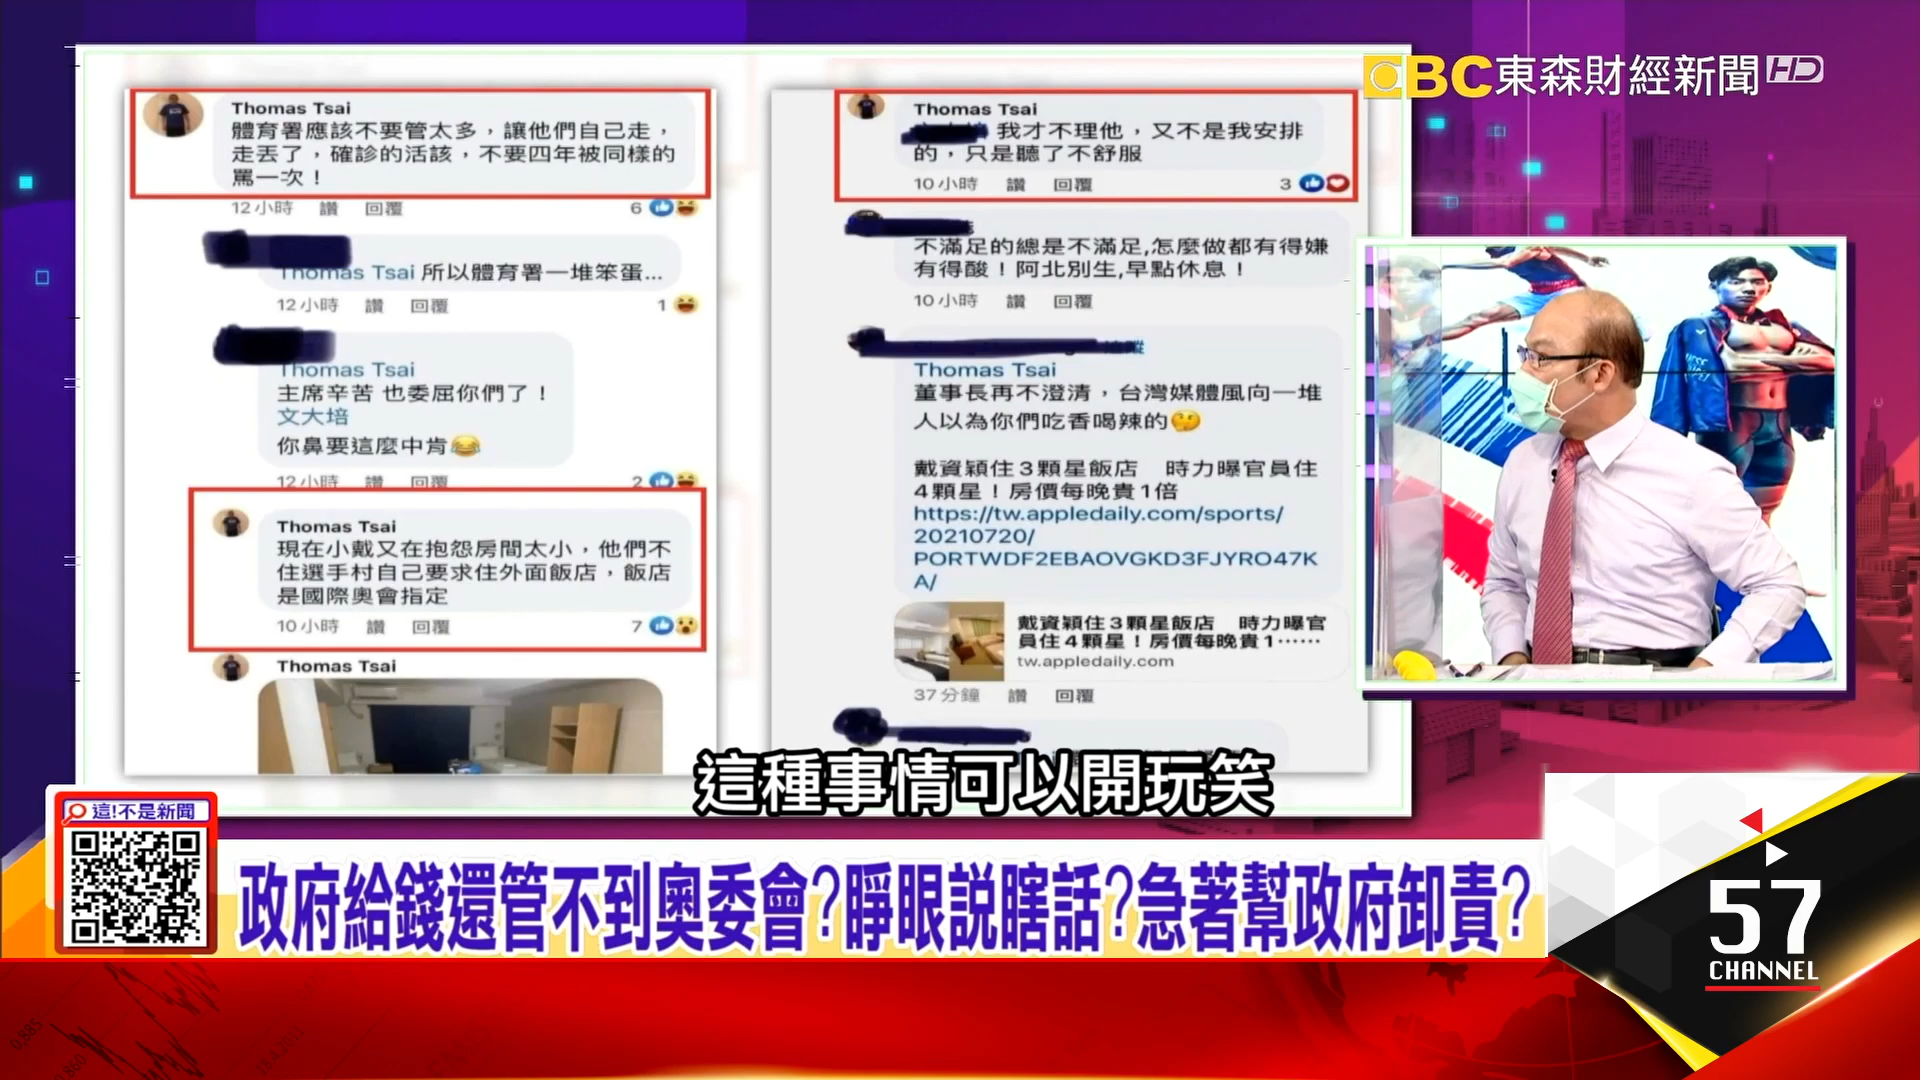 EBC東森財經新聞HD
Thomas Tsai
體育署應該不要管太多，讓他們自己走，
走丟了，確診的活該，不要四年被同樣的
罵一次！
12小時 讚 回覆 6
Thomas Tsai 所以體育署一堆笨蛋...
12小時 讚 回覆 1
Thomas Tsai
主席辛苦 也委屈你們了！
文大培
你鼻要這麼中肯😂
12小時 讚 回覆 2
Thomas Tsai
現在小戴又在抱怨房間太小，他們不
住選手村自己要求住外面飯店，飯店
是國際奧會指定
10小時 讚 回覆 7
Thomas Tsai
Thomas Tsai
我才不理他，又不是我安排
的，只是聽了不舒服
10小時 讚 回覆 3
不滿足的總是不滿足,怎麼做都有得嫌
有得酸！阿北別生,早點休息！
10小時 讚 回覆
Thomas Tsai
董事長再不澄清，台灣媒體風向一堆
人以為你們吃香喝辣的🤔
戴資穎住3顆星飯店 時力曝官員住
4顆星！房價每晚貴1倍
https://tw.appledaily.com/sports/
20210720/
PORTWDF2EBAOVGKD3FJYRO47K
A/
戴資穎住3顆星飯店 時力曝官
員住4顆星！房價每晚貴1……
tw.appledaily.com
37分鐘 讚 回覆
這種事情可以開玩笑
這!不是新聞
政府給錢還管不到奧委會?睜眼説瞎話?急著幫政府卸責?
57
CHANNEL